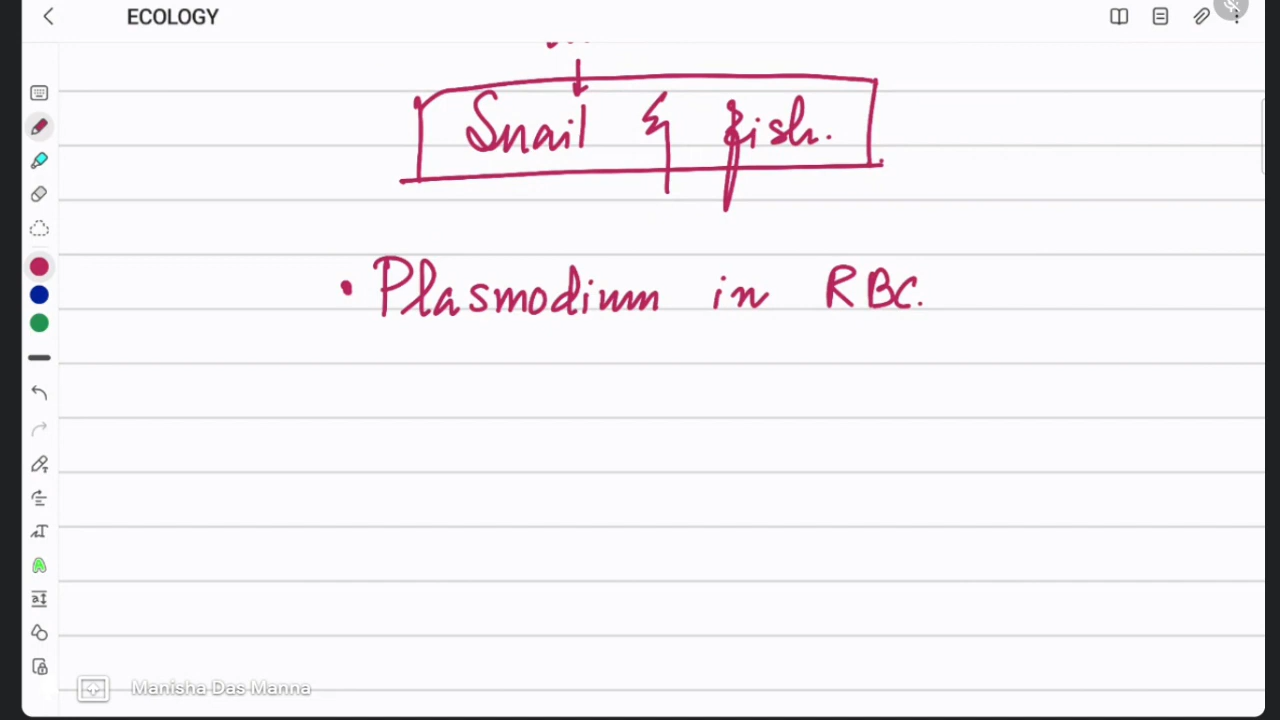 ECOLOGY
Snail & fish.
• Plasmodium in RBC.
Manisha Das Manna